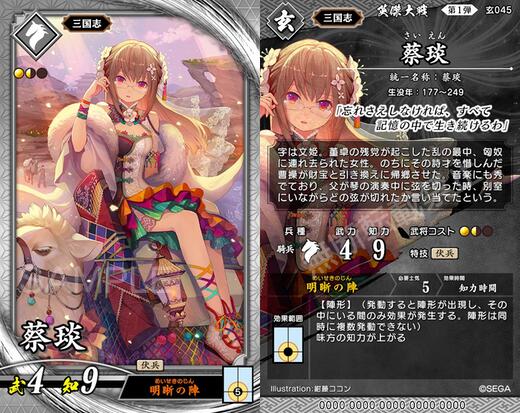 三国志
蔡琰
伏兵
武4 知9
めいせきのじん
明晰の陣
5
玄
三国志
英傑大戦
第1弾
玄045
さい えん
蔡琰
統一名称:蔡琰
生没年:177~249
「忘れさえしなければ、すべて
記憶の中で生き続けるわ」
字は文姫。董卓の残党が起こした乱の最中、匈奴
に連れ去られた女性。のちにその時才を惜しんだ
曹操が財宝と引き換えに帰郷させた。音楽にも秀
でており、父が琴の演奏中に弦を切った時、別室
にいながらどの弦が切れたか言い当てたという。
兵種 武力 知力 武将コスト
騎兵 4 9 特技 伏兵
めいせきのじん 必要士気 効果時間
明晰の陣 5 知力時間
効果範囲
【陣形】(発動すると陣形が出現し、その
中にいる間のみ効果が発生する。陣形は同
時に複数発動できない)
味方の知力が上がる
Illustration:紺藤ココン
©SEGA
0000 0000 0000 0000 0000